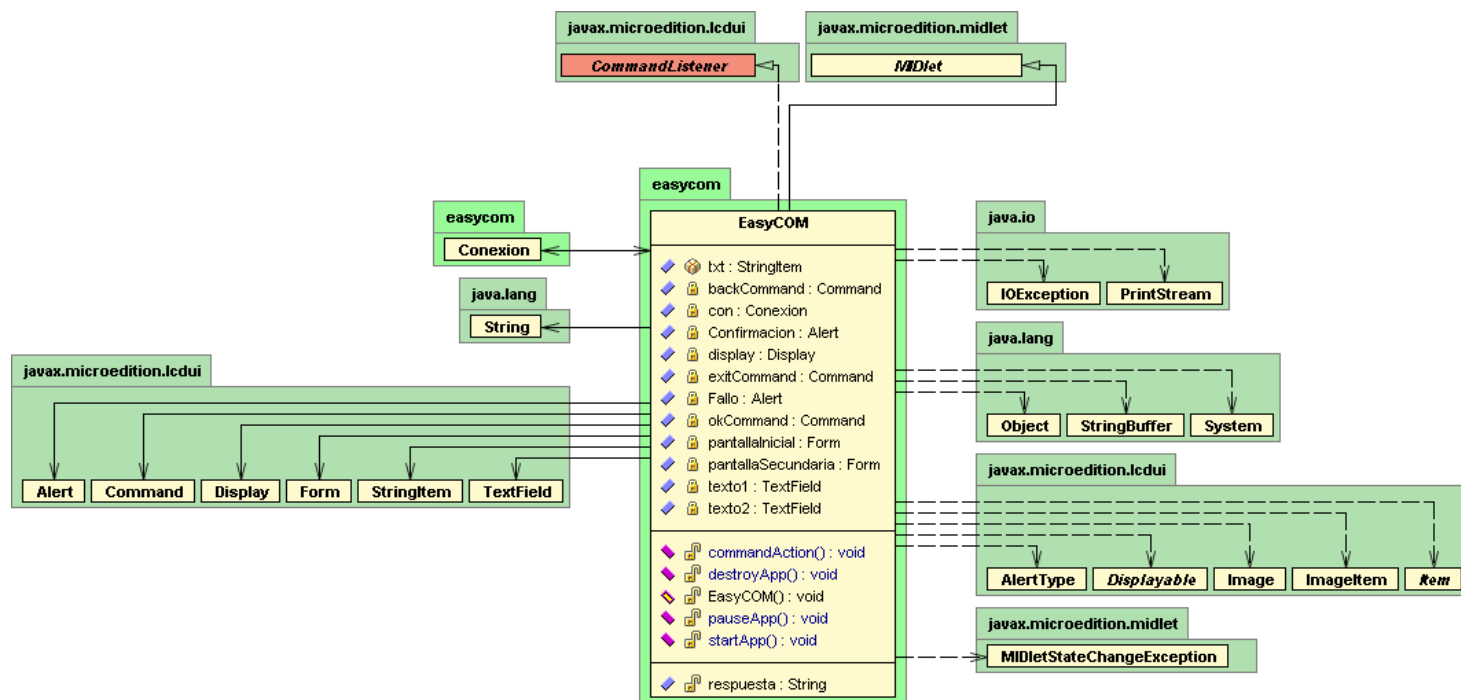 javax.microedition.lcdui
CommandListener
javax.microedition.midlet
MIDlet
easycom
Conexion
java.lang
String
javax.microedition.lcdui
Alert
Command
Display
Form
StringItem
TextField
easycom
EasyCOM
txt : StringItem
backCommand : Command
con : Conexion
Confirmacion : Alert
display : Display
exitCommand : Command
Fallo : Alert
okCommand : Command
pantallaInicial : Form
pantallaSecundaria : Form
texto1 : TextField
texto2 : TextField
commandAction() : void
destroyApp() : void
EasyCOM() : void
pauseApp() : void
startApp() : void
respuesta : String
java.io
IOException
PrintStream
java.lang
Object
StringBuffer
System
javax.microedition.lcdui
AlertType
Displayable
Image
ImageItem
Item
javax.microedition.midlet
MIDletStateChangeException